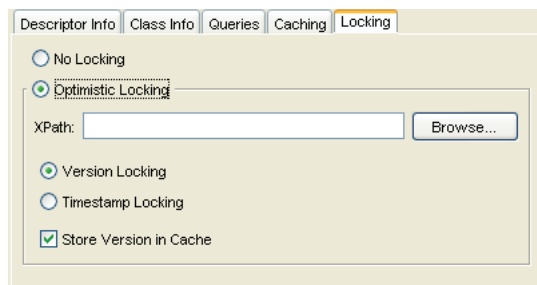 Descriptor Info Class Info Queries Caching Locking
No Locking
Optimistic Locking
XPath: Browse...
Version Locking
Timestamp Locking
Store Version in Cache